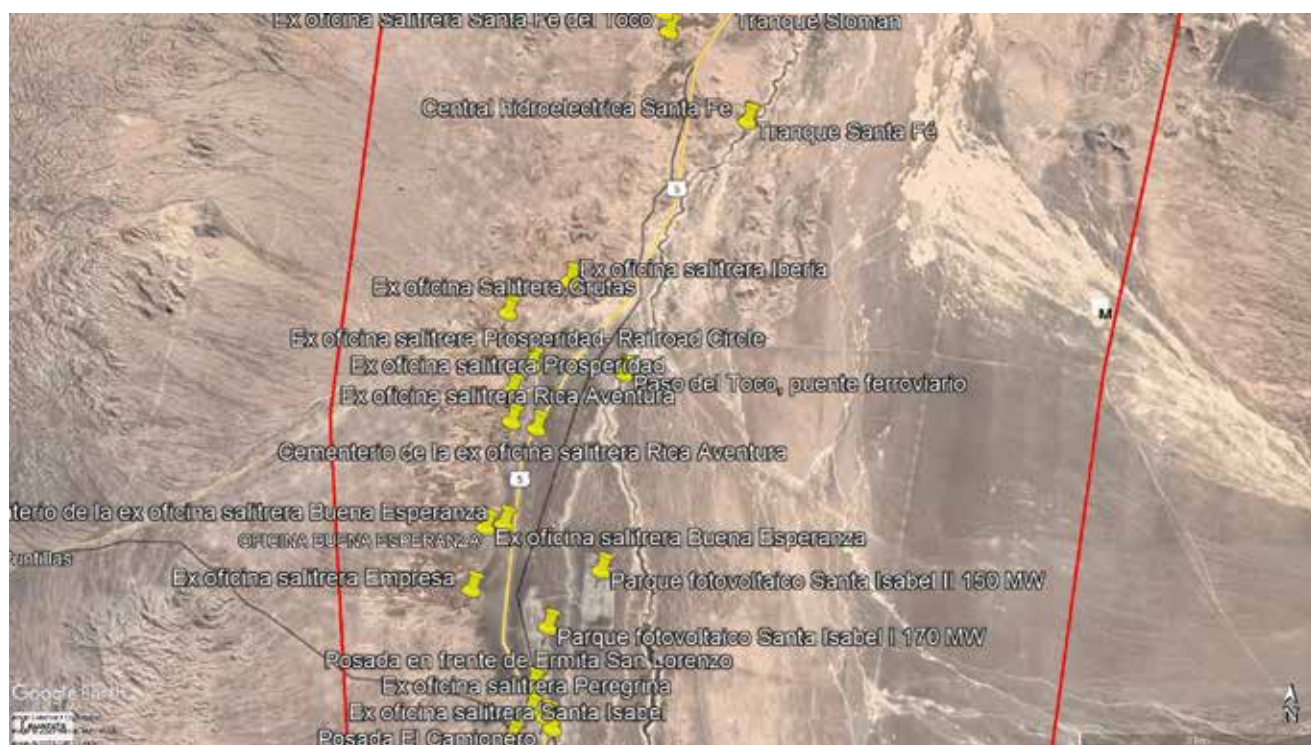 Ex oficina Salitrera Santa Fe del Toco
Tranque Sloman
Central hidroelectrica Santa Fe
Tranque Santa Fé
5
Ex oficina salitrera Iberia
Ex oficina Salitrera Grutas
M
Ex oficina salitrera Prosperidad- Railroad Circle
Ex oficina salitrera Prosperidad
Paso del Toco, puente ferroviario
Ex oficina salitrera Rica Aventura
Cementerio de la ex oficina salitrera Rica Aventura
5
terio de la ex oficina salitrera Buena Esperanza
OFICINA BUENA ESPERANZA
Ex oficina salitrera Buena Esperanza
Ex oficina salitrera Empresa
Parque fotovoltaico Santa Isabel II 150 MW
Parque fotovoltaico Santa Isabel I 170 MW
Posada en frente de Ermita San Lorenzo
Ex oficina salitrera Peregrina
Google Earth
Ex oficina salitrera Santa Isabel
Leyenda
Posada El Camionero
N